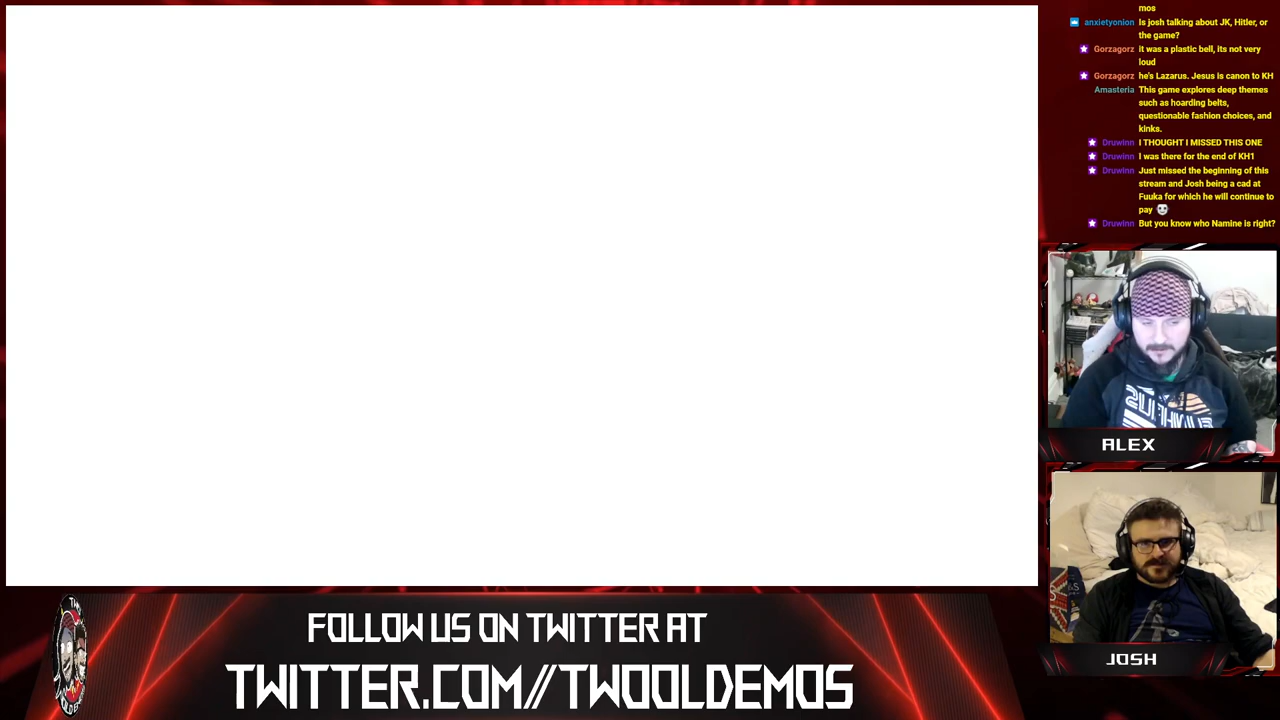 mos
anxietyonion Is josh talking about JK, Hitler, or
the game?
Gorzagorz it was a plastic bell, its not very
loud
Gorzagorz he's Lazarus. Jesus is canon to KH
Amasteria This game explores deep themes
such as hoarding belts,
questionable fashion choices, and
kinks.
Druwinn I THOUGHT I MISSED THIS ONE
Druwinn I was there for the end of KH1
Druwinn Just missed the beginning of this
stream and Josh being a cad at
Fuuka for which he will continue to
pay
Druwinn But you know who Namine is right?
ALEX
JOSH
FOLLOW US ON TWITTER AT
TWITTER.COM//TWOOLDEMOS